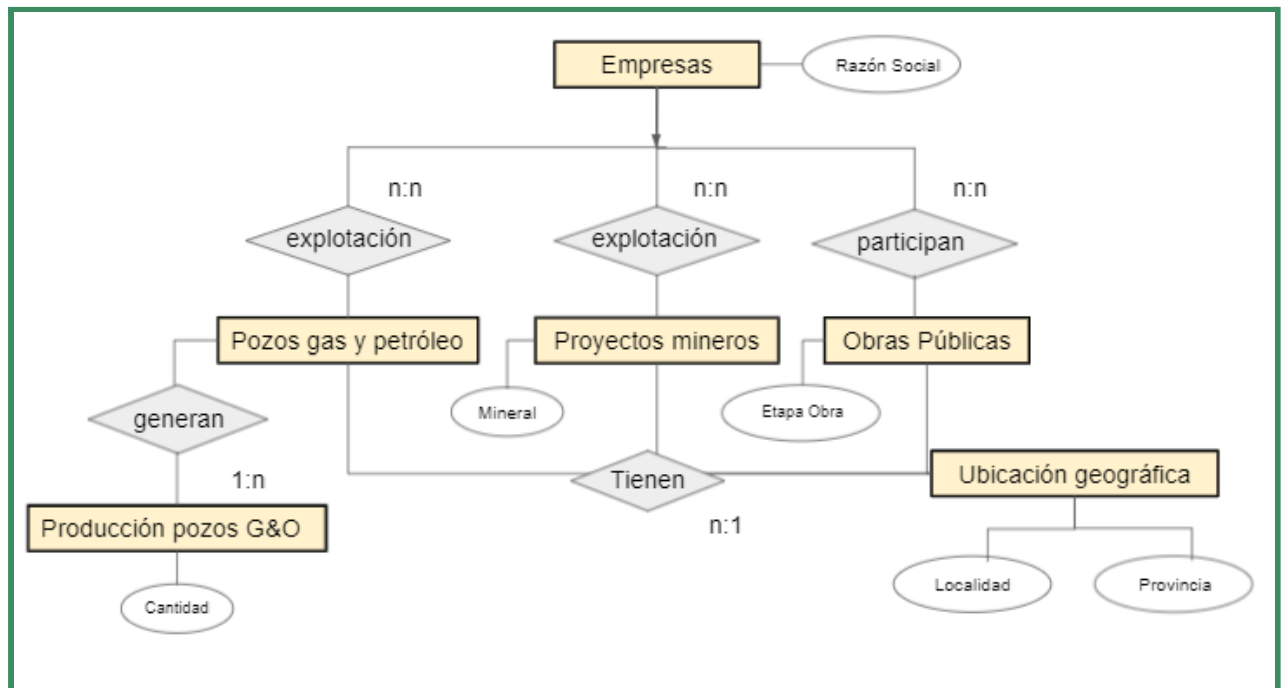 Empresas
Razón Social
n:n
n:n
n:n
explotación
explotación
participan
Pozos gas y petróleo
Proyectos mineros
Obras Públicas
Mineral
Etapa Obra
generan
Tienen
Ubicación geográfica
1:n
n:1
Producción pozos G&O
Localidad
Provincia
Cantidad